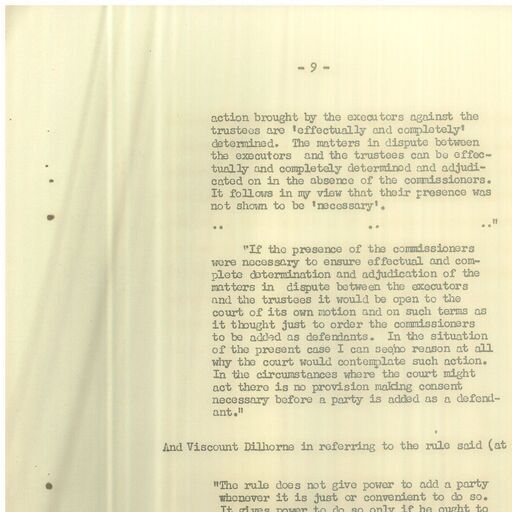 - 9 -
action brought by the executors against the
trustees are 'effectually and completely'
determined. The matters in dispute between
the executors and the trustees can be effec-
tually and completely determined and adjudi-
cated on in the absence of the commissioners.
It follows in my view that their presence was
not shown to be 'necessary'.
.. .. .."
"If the presence of the commissioners
were necessary to ensure effectual and com-
plete determination and adjudication of the
matters in dispute between the executors
and the trustees it would be open to the
court of its own motion and on such terms as
it thought just to order the commissioners
to be added as defendants. In the situation
of the present case I can see no reason at all
why the court would contemplate such action.
In the circumstances where the court might
act there is no provision making consent
necessary before a party is added as a defend-
ant."
And Viscount Dilhorne in referring to the rule said (at
"The rule does not give power to add a party
whenever it is just or convenient to do so.
It gives power to do so only if he ought to